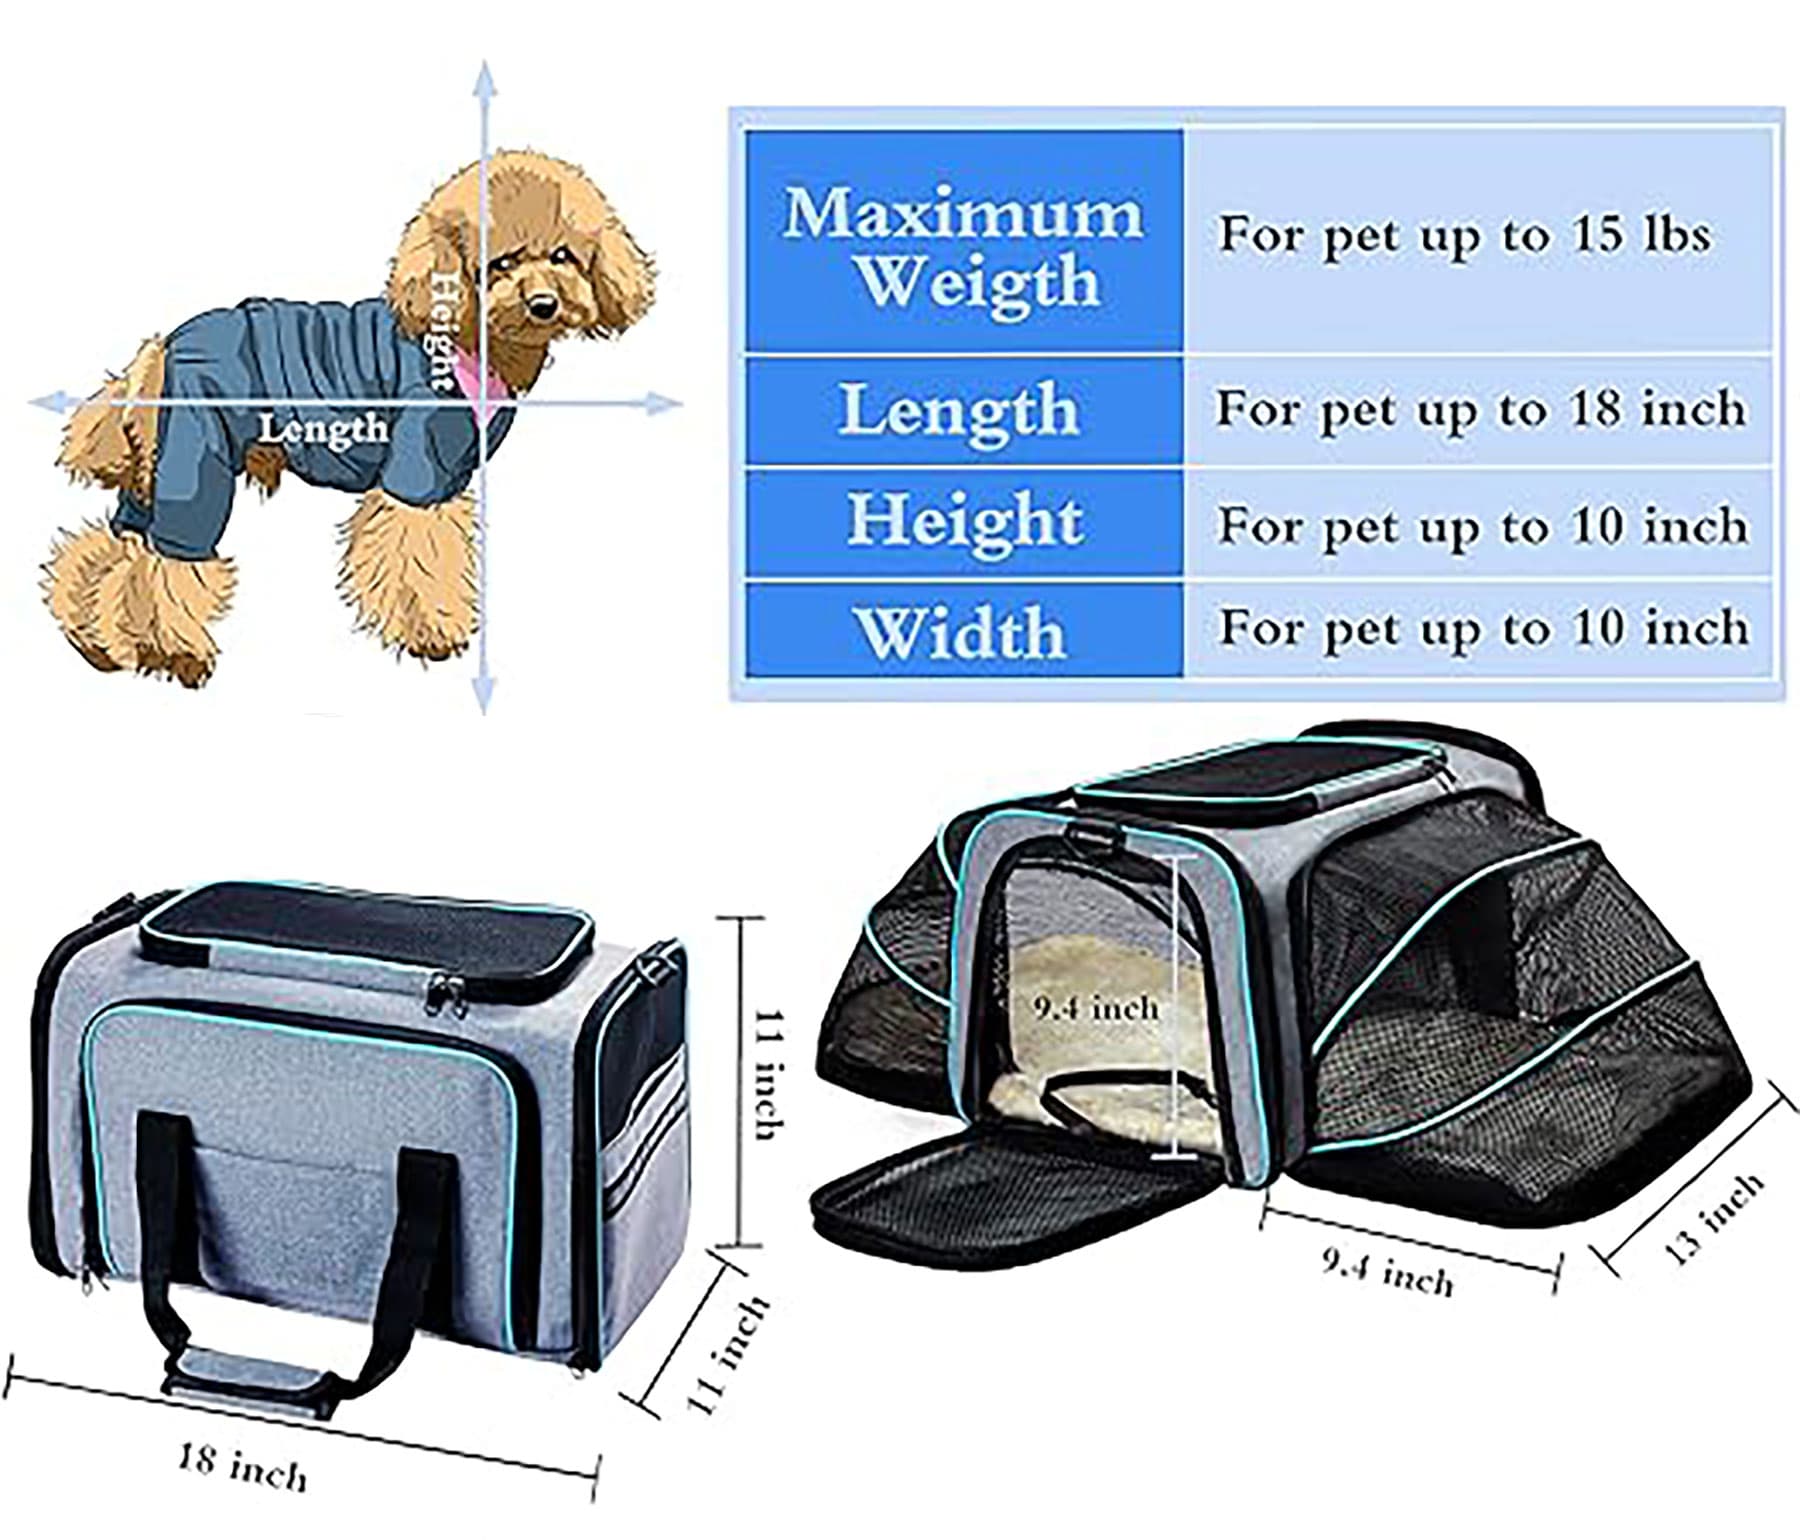 Height
Length
Maximum
Weigth
For pet up to 15 lbs
Length
For pet up to 18 inch
Height
For pet up to 10 inch
Width
For pet up to 10 inch
11 inch
11 inch
18 inch
9.4 inch
9.4 inch
13 inch